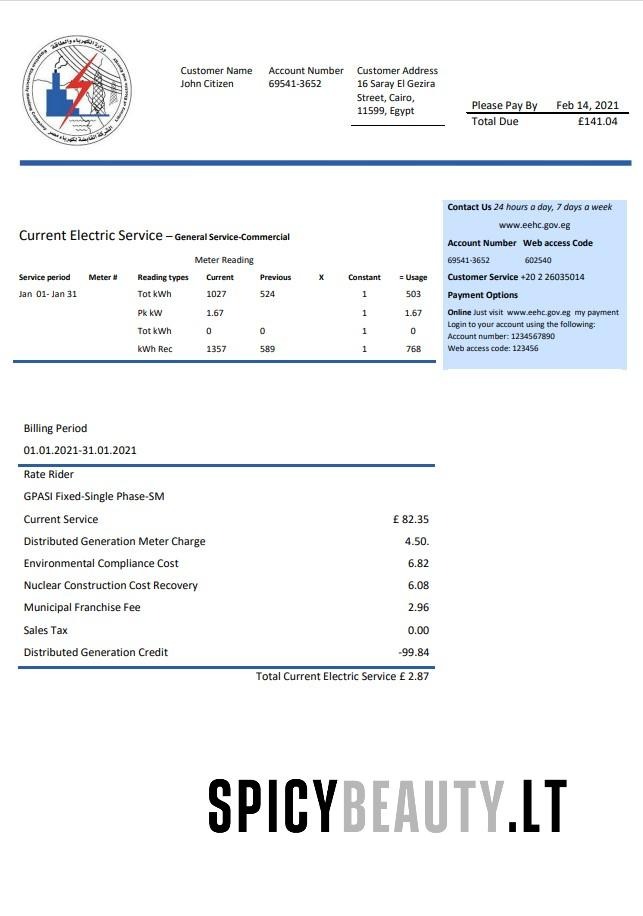 وزارة الكهرباء والطاقة
الشركة القابضة لكهرباء مصر
Customer Name Account Number Customer Address
John Citizen 69541-3652 16 Saray El Gezira
Street, Cairo,
11599, Egypt
Please Pay By Feb 14, 2021
Total Due £141.04
Contact Us 24 hours a day, 7 days a week
www.eehc.gov.eg
Account Number Web access Code
69541-3652 602540
Customer Service +20 2 26035014
Payment Options
Online Just visit www.eehc.gov.eg my payment
Login to your account using the following:
Account number: 1234567890
Web access code: 123456
Current Electric Service – General Service-Commercial
Meter Reading
Service period Meter # Reading types Current Previous X Constant = Usage
Jan 01- Jan 31 Tot kWh 1027 524 1 503
Pk kW 1.67 1 1.67
Tot kWh 0 0 1 0
kWh Rec 1357 589 1 768
Billing Period
01.01.2021-31.01.2021
Rate Rider
GPASI Fixed-Single Phase-SM
Current Service £ 82.35
Distributed Generation Meter Charge 4.50.
Environmental Compliance Cost 6.82
Nuclear Construction Cost Recovery 6.08
Municipal Franchise Fee 2.96
Sales Tax 0.00
Distributed Generation Credit -99.84
Total Current Electric Service £ 2.87
SPICYBEAUTY.LT